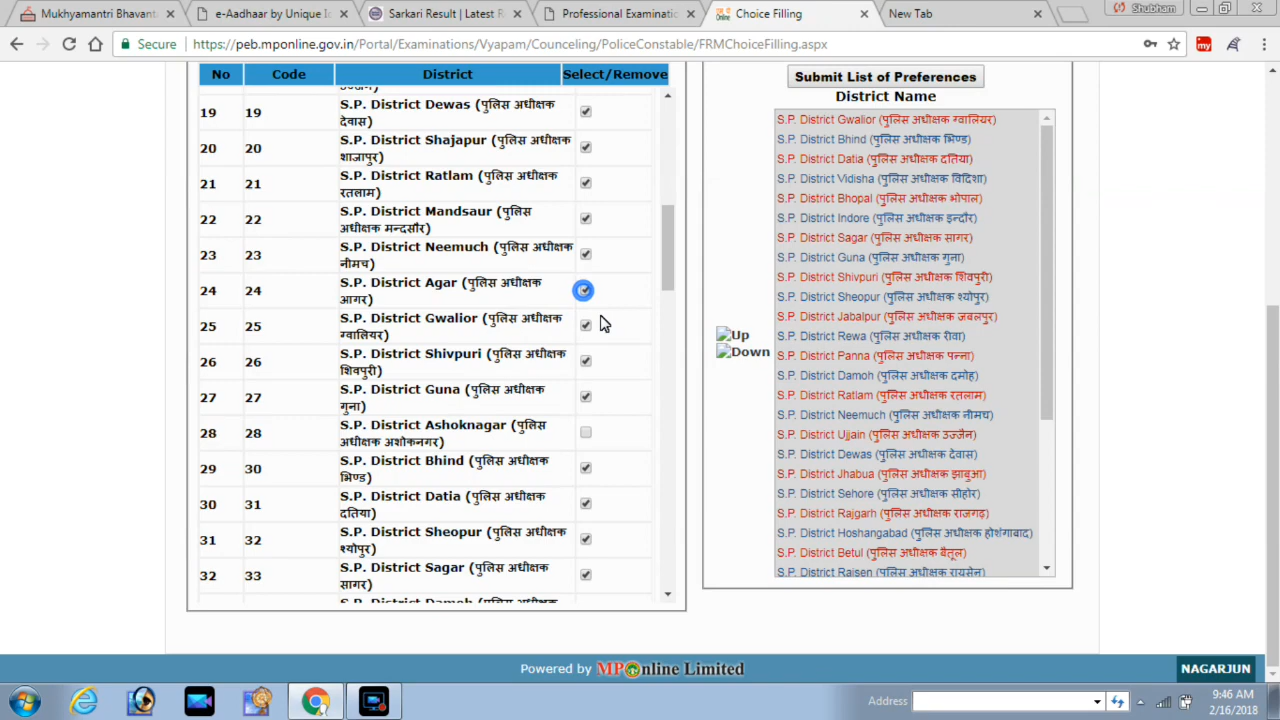 Mukhyamantri Bhavant
e-Aadhaar by Unique Id
Sarkari Result | Latest R
Professional Examinatio
Choice Filling
New Tab
Shubham
Secure
https://peb.mponline.gov.in/Portal/Examinations/Vyapam/Counceling/PoliceConstable/FRMChoiceFilling.aspx
my
No Code District Select/Remove
19 19 S.P. District Dewas (पुलिस अधीक्षक
देवास)
20 20 S.P. District Shajapur (पुलिस अधीक्षक
शाजापुर)
21 21 S.P. District Ratlam (पुलिस अधीक्षक
रतलाम)
22 22 S.P. District Mandsaur (पुलिस
अधीक्षक मन्दसौर)
23 23 S.P. District Neemuch (पुलिस अधीक्षक
नीमच)
24 24 S.P. District Agar (पुलिस अधीक्षक
आगर)
25 25 S.P. District Gwalior (पुलिस अधीक्षक
ग्वालियर)
26 26 S.P. District Shivpuri (पुलिस अधीक्षक
शिवपुरी)
27 27 S.P. District Guna (पुलिस अधीक्षक
गुना)
28 28 S.P. District Ashoknagar (पुलिस
अधीक्षक अशोकनगर)
29 30 S.P. District Bhind (पुलिस अधीक्षक
भिण्ड)
30 31 S.P. District Datia (पुलिस अधीक्षक
दतिया)
31 32 S.P. District Sheopur (पुलिस अधीक्षक
श्योपुर)
32 33 S.P. District Sagar (पुलिस अधीक्षक
सागर)
S.P. District Damoh (पुलिस अधीक्षक
Submit List of Preferences
District Name
Up
Down
S.P. District Gwalior (पुलिस अधीक्षक ग्वालियर)
S.P. District Bhind (पुलिस अधीक्षक भिण्ड)
S.P. District Datia (पुलिस अधीक्षक दतिया)
S.P. District Vidisha (पुलिस अधीक्षक विदिशा)
S.P. District Bhopal (पुलिस अधीक्षक भोपाल)
S.P. District Indore (पुलिस अधीक्षक इन्दौर)
S.P. District Sagar (पुलिस अधीक्षक सागर)
S.P. District Guna (पुलिस अधीक्षक गुना)
S.P. District Shivpuri (पुलिस अधीक्षक शिवपुरी)
S.P. District Sheopur (पुलिस अधीक्षक श्योपुर)
S.P. District Jabalpur (पुलिस अधीक्षक जबलपुर)
S.P. District Rewa (पुलिस अधीक्षक रीवा)
S.P. District Panna (पुलिस अधीक्षक पन्ना)
S.P. District Damoh (पुलिस अधीक्षक दमोह)
S.P. District Ratlam (पुलिस अधीक्षक रतलाम)
S.P. District Neemuch (पुलिस अधीक्षक नीमच)
S.P. District Ujjain (पुलिस अधीक्षक उज्जैन)
S.P. District Dewas (पुलिस अधीक्षक देवास)
S.P. District Jhabua (पुलिस अधीक्षक झाबुआ)
S.P. District Sehore (पुलिस अधीक्षक सीहोर)
S.P. District Rajgarh (पुलिस अधीक्षक राजगढ़)
S.P. District Hoshangabad (पुलिस अधीक्षक होशंगाबाद)
S.P. District Betul (पुलिस अधीक्षक बैतूल)
S.P. District Raisen (पुलिस अधीक्षक रायसेन)
Powered by MPOnline Limited
NAGARJUN
Address
9:46 AM
2/16/2018